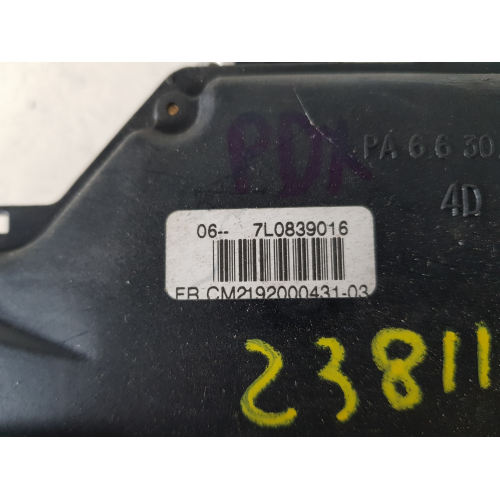 PDX
PA 6.6 30
4D
06-- 7L0839016
FR CM2192000431-03
23811